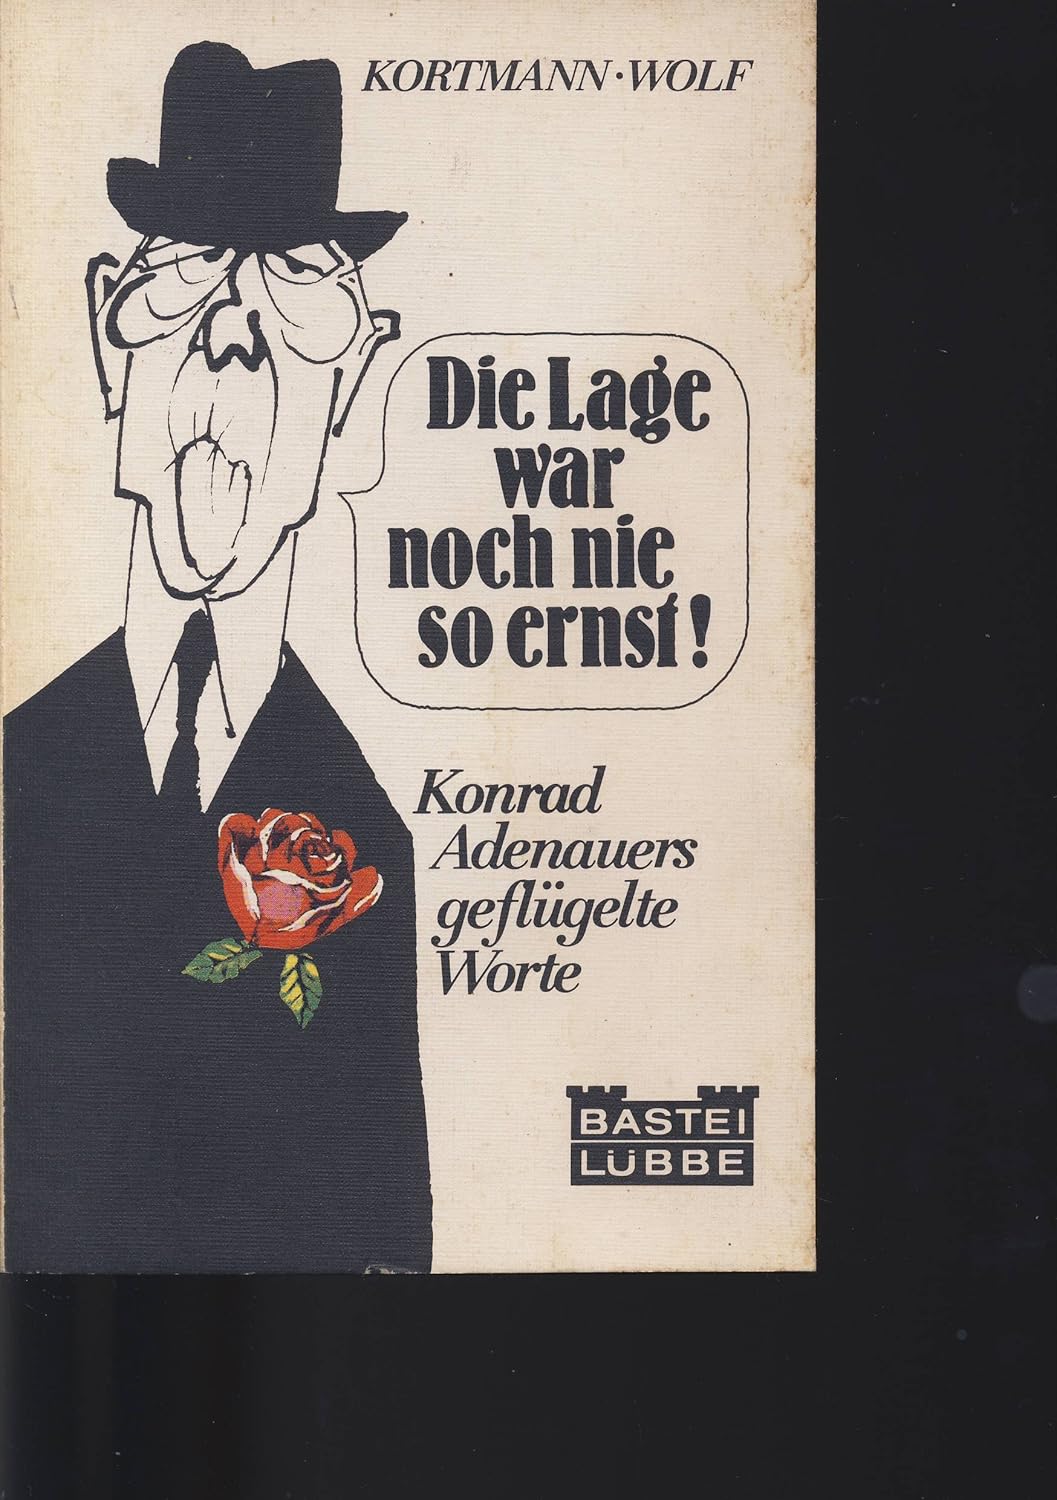 KORTMANN·WOLF
Die Lage
war
noch nie
so ernst!
Konrad
Adenauers
geflügelte
Worte
BASTEI
LÜBBE